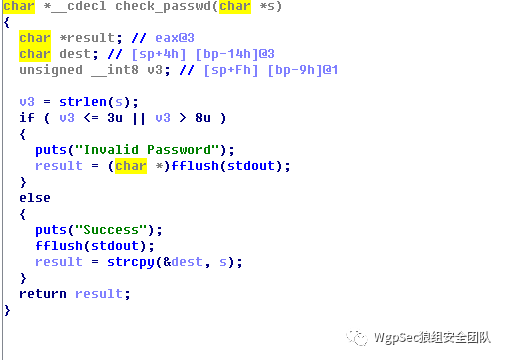 char *__cdecl check_passwd(char *s)
{
  char *result; // eax@3
  char dest; // [sp+4h] [bp-14h]@3
  unsigned __int8 v3; // [sp+Fh] [bp-9h]@1

  v3 = strlen(s);
  if ( v3 <= 3u || v3 > 8u )
  {
    puts("Invalid Password");
    result = (char *)fflush(stdout);
  }
  else
  {
    puts("Success");
    fflush(stdout);
    result = strcpy(&dest, s);
  }
  return result;
}
WgpSec狼组安全团队